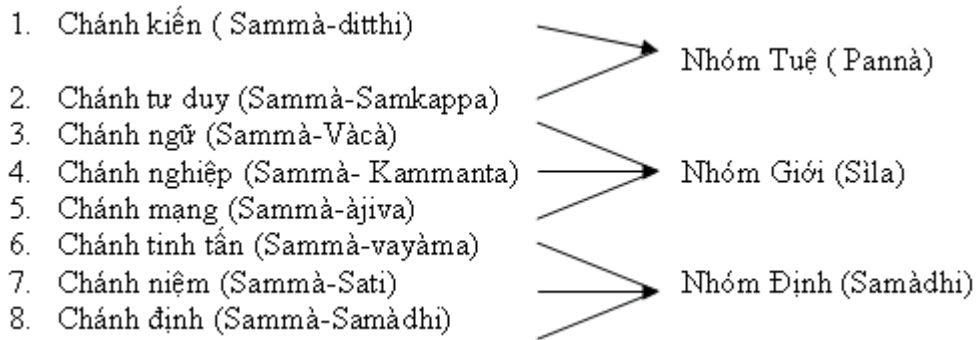 1. Chánh kiến ( Sammà-ditthi)
Nhóm Tuệ ( Pannà)
2. Chánh tư duy (Sammà-Samkappa)
3. Chánh ngữ (Sammà-Vàcà)
4. Chánh nghiệp (Sammà- Kammanta)
Nhóm Giới (Sìla)
5. Chánh mạng (Sammà-àjiva)
6. Chánh tinh tấn (Sammà-vayàma)
7. Chánh niệm (Sammà-Sati)
Nhóm Định (Samàdhi)
8. Chánh định (Sammà-Samàdhi)